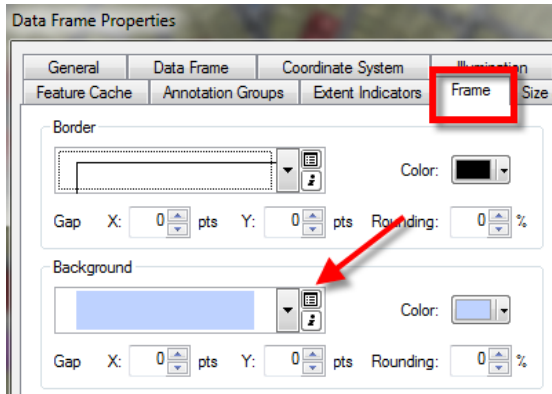 Data Frame Properties
General Data Frame Coordinate System Illumination
Feature Cache Annotation Groups Extent Indicators Frame Size
Border
Color:
Gap X: 0 pts Y: 0 pts Rounding: 0 %
Background
Color:
Gap X: 0 pts Y: 0 pts Rounding: 0 %